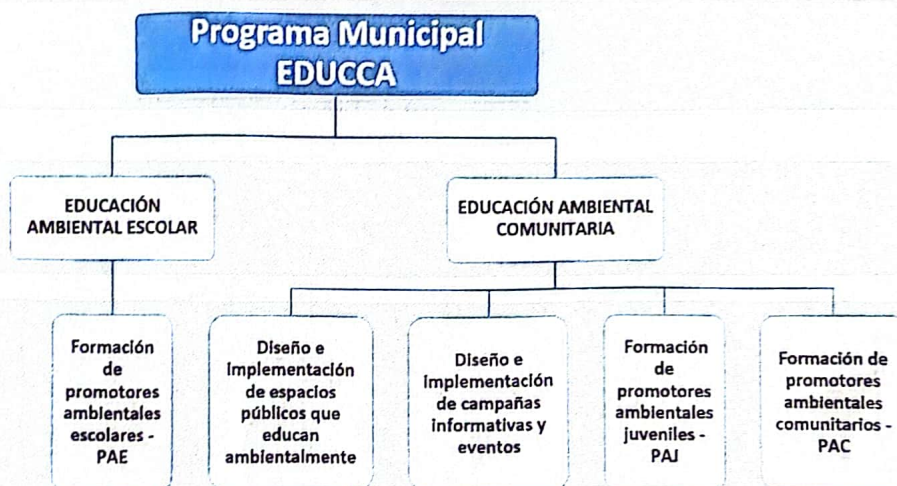 Programa Municipal
EDUCCA
EDUCACIÓN
AMBIENTAL ESCOLAR
EDUCACIÓN AMBIENTAL
COMUNITARIA
Formación
de
promotores
ambientales
escolares -
PAE
Diseño e
implementación
de espacios
públicos que
educan
ambientalmente
Diseño e
implementación
de campañas
informativas y
eventos
Formación
de
promotores
ambientales
juveniles -
PAJ
Formación de
promotores
ambientales
comunitarios -
PAC